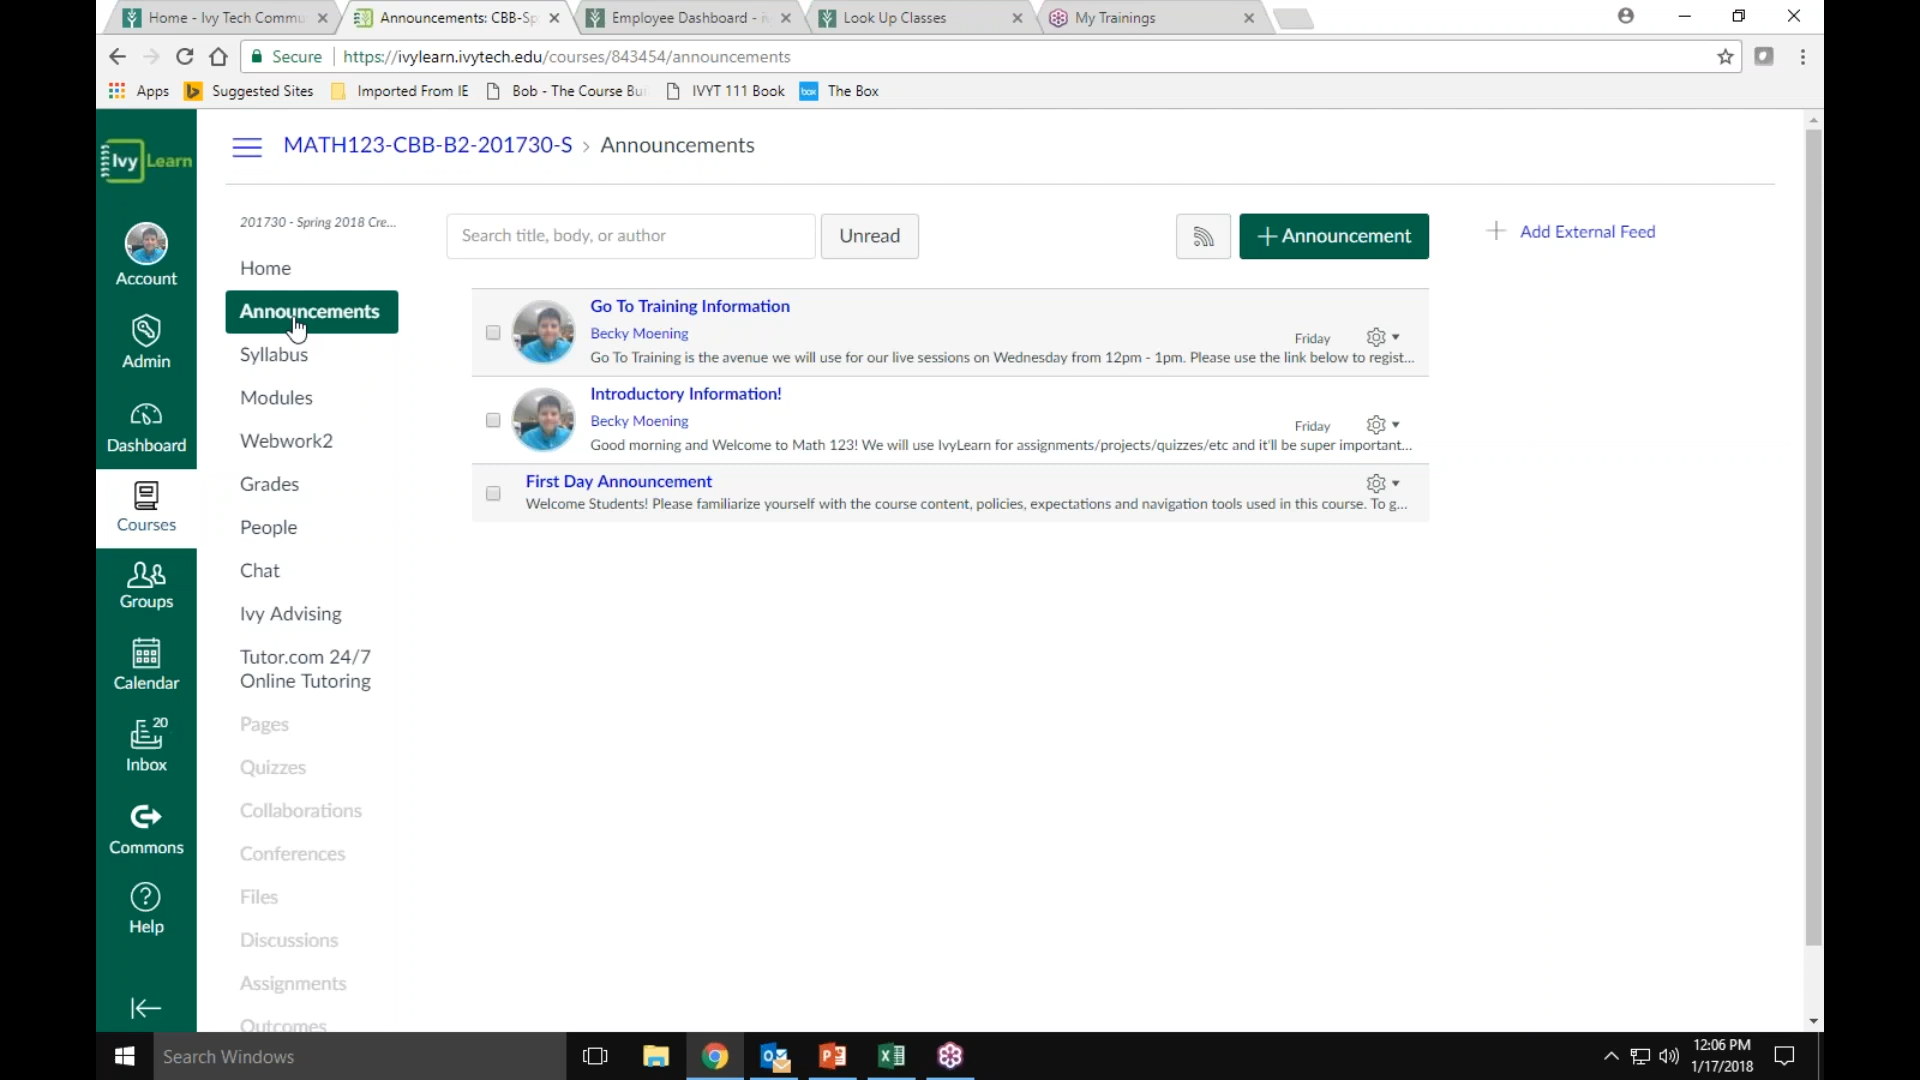 Home - Ivy Tech Commu
Announcements: CBB-Sp
Employee Dashboard - i
Look Up Classes
My Trainings
Secure
https://ivylearn.ivytech.edu/courses/843454/announcements
Apps
Suggested Sites
Imported From IE
Bob - The Course Bui
IVYT 111 Book
box
The Box
Ivy Learn
MATH123-CBB-B2-201730-S › Announcements
201730 - Spring 2018 Cre...
Search title, body, or author
Unread
+Announcement
Add External Feed
Account
Admin
Dashboard
Courses
Groups
Calendar
20
Inbox
Commons
Help
Home
Announcements
Syllabus
Modules
Webwork2
Grades
People
Chat
Ivy Advising
Tutor.com 24/7
Online Tutoring
Pages
Quizzes
Collaborations
Conferences
Files
Discussions
Assignments
Outcomes
Go To Training Information
Becky Moening
Friday
Go To Training is the avenue we will use for our live sessions on Wednesday from 12pm - 1pm. Please use the link below to regist...
Introductory Information!
Becky Moening
Friday
Good morning and Welcome to Math 123! We will use IvyLearn for assignments/projects/quizzes/etc and it'll be super important...
First Day Announcement
Welcome Students! Please familiarize yourself with the course content, policies, expectations and navigation tools used in this course. To g...
Search Windows
12:06 PM
1/17/2018